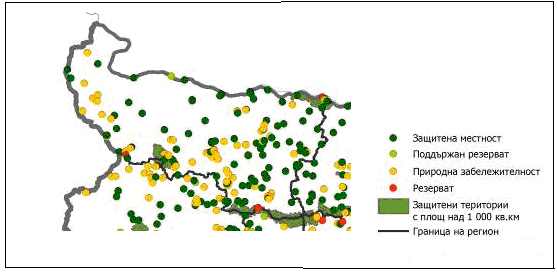 Защитена местност
Поддържан резерват
Природна забележителност
Резерват
Защитени територии
с площ над 1 000 кв.км
Граница на регион